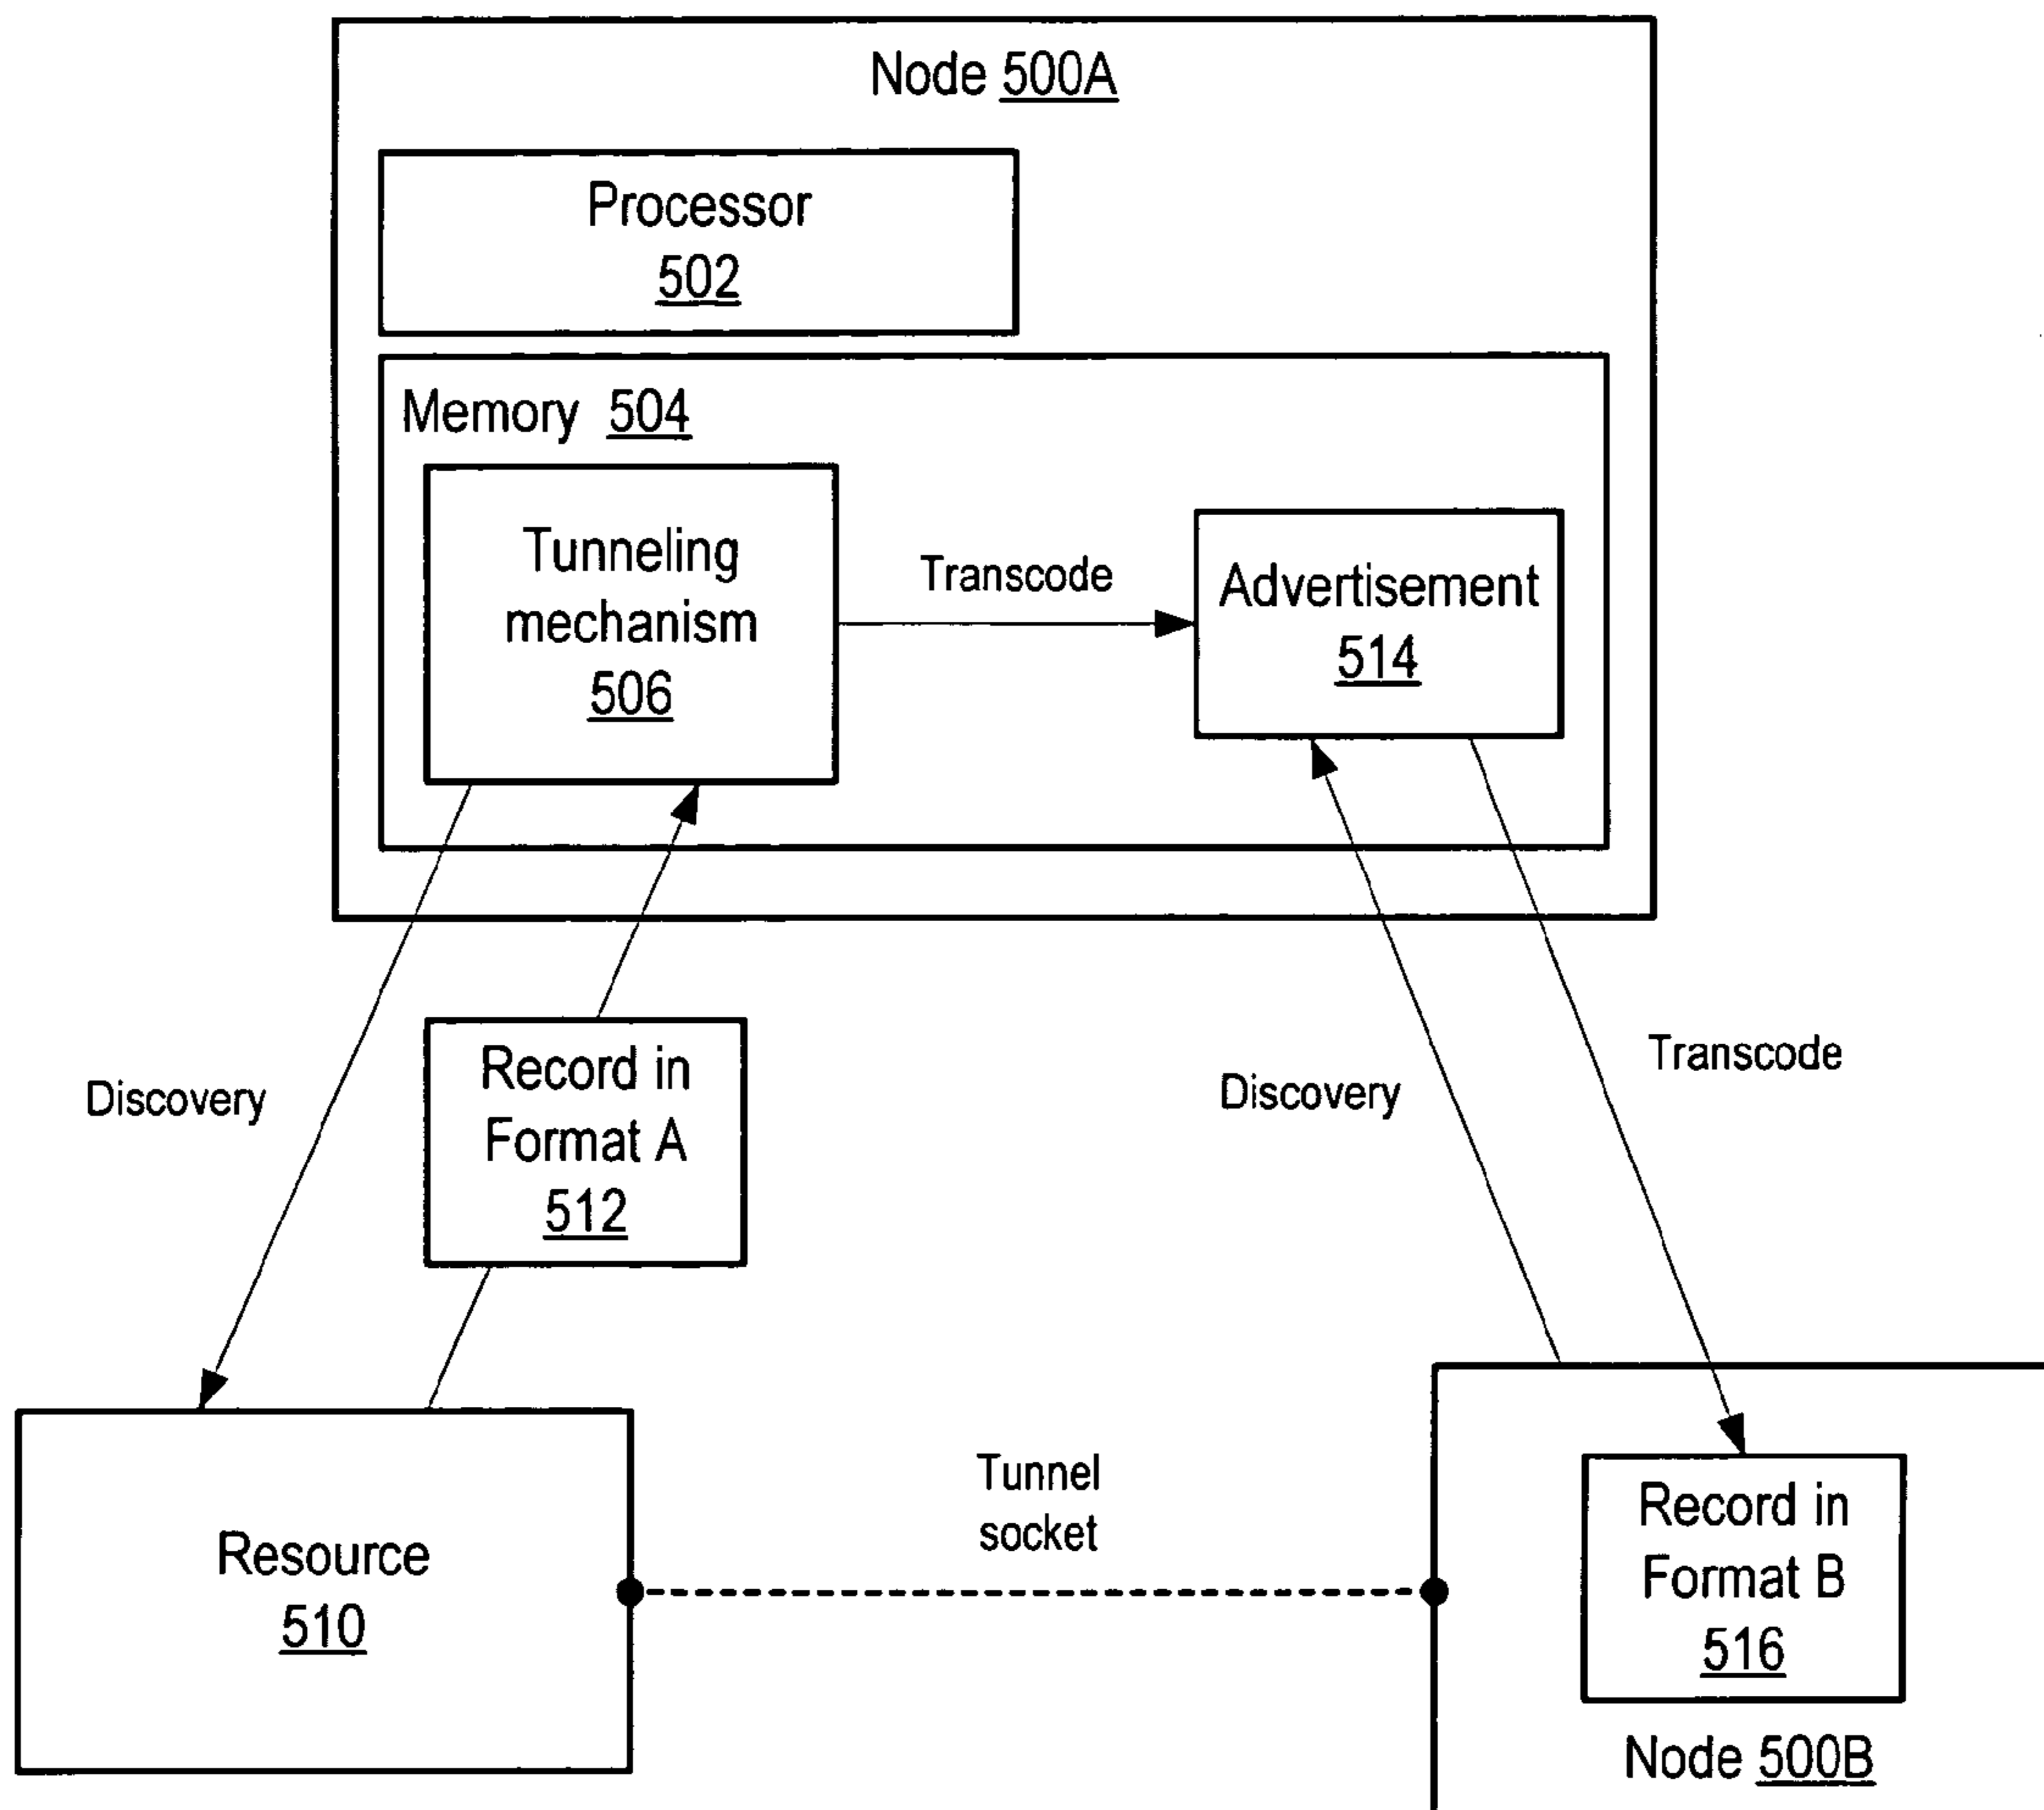 Node 500A
Processor
502
Memory 504
Tunneling
mechanism
506
Transcode
Advertisement
514
Discovery
Record in
Format A
512
Discovery
Transcode
Resource
510
Tunnel
socket
Record in
Format B
516
Node 500B